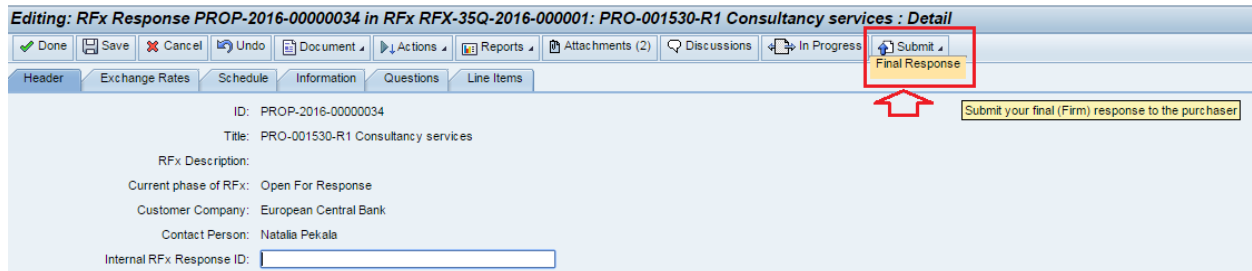 Editing: RFx Response PROP-2016-00000034 in RFx RFX-35Q-2016-000001: PRO-001530-R1 Consultancy services : Detail
Done Save Cancel Undo Document Actions Reports Attachments (2) Discussions In Progress Submit
Final Response
Header Exchange Rates Schedule Information Questions Line Items
Submit your final (Firm) response to the purchaser
ID: PROP-2016-00000034
Title: PRO-001530-R1 Consultancy services
RFx Description:
Current phase of RFx: Open For Response
Customer Company: European Central Bank
Contact Person: Natalia Pekala
Internal RFx Response ID: